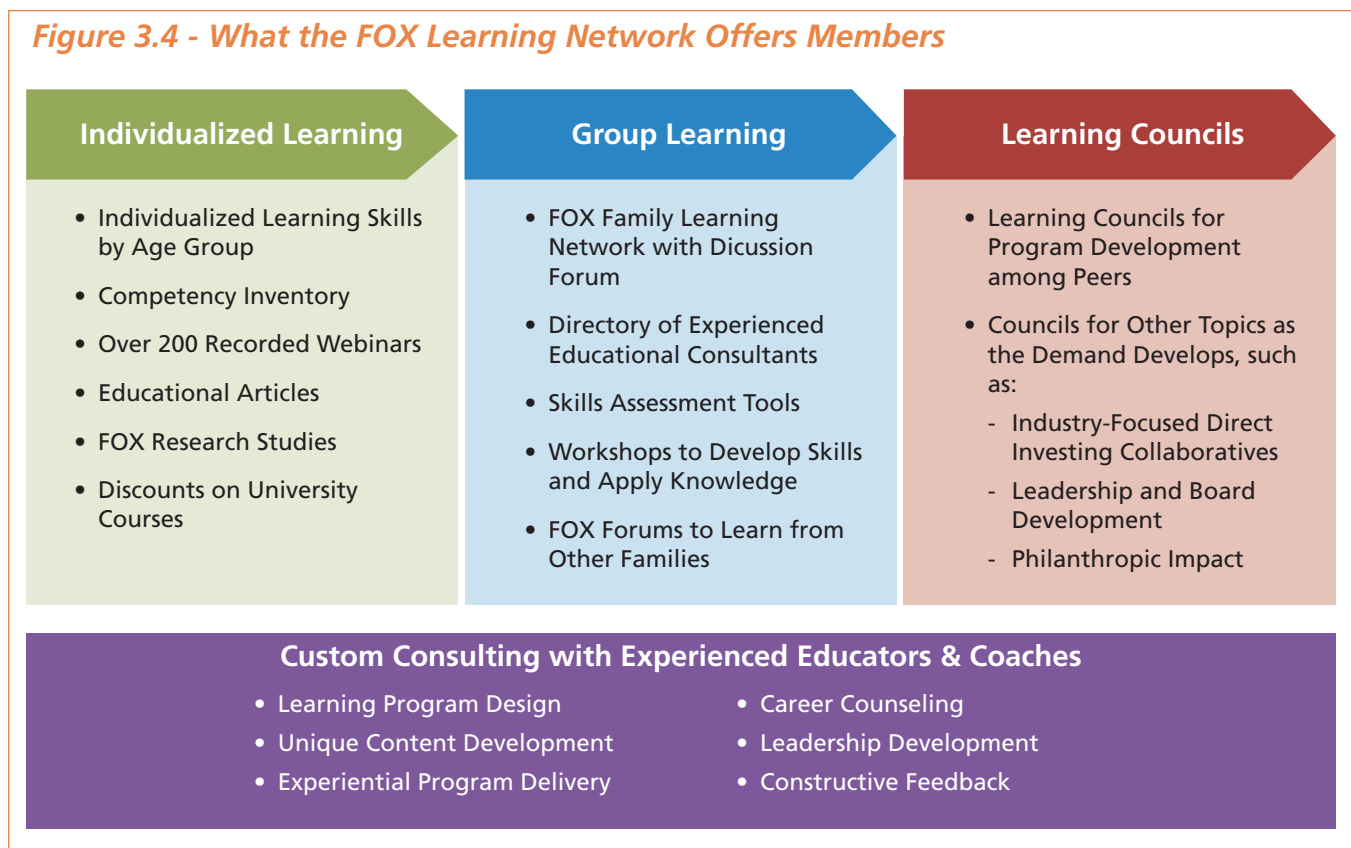 Figure 3.4 - What the FOX Learning Network Offers Members
Individualized Learning
• Individualized Learning Skills
by Age Group
• Competency Inventory
• Over 200 Recorded Webinars
• Educational Articles
• FOX Research Studies
• Discounts on University
Courses
Group Learning
• FOX Family Learning
Network with Dicussion
Forum
• Directory of Experienced
Educational Consultants
• Skills Assessment Tools
• Workshops to Develop Skills
and Apply Knowledge
• FOX Forums to Learn from
Other Families
Learning Councils
• Learning Councils for
Program Development
among Peers
• Councils for Other Topics as
the Demand Develops, such
as:
- Industry-Focused Direct
Investing Collaboratives
- Leadership and Board
Development
- Philanthropic Impact
Custom Consulting with Experienced Educators & Coaches
• Learning Program Design
• Unique Content Development
• Experiential Program Delivery
• Career Counseling
• Leadership Development
• Constructive Feedback